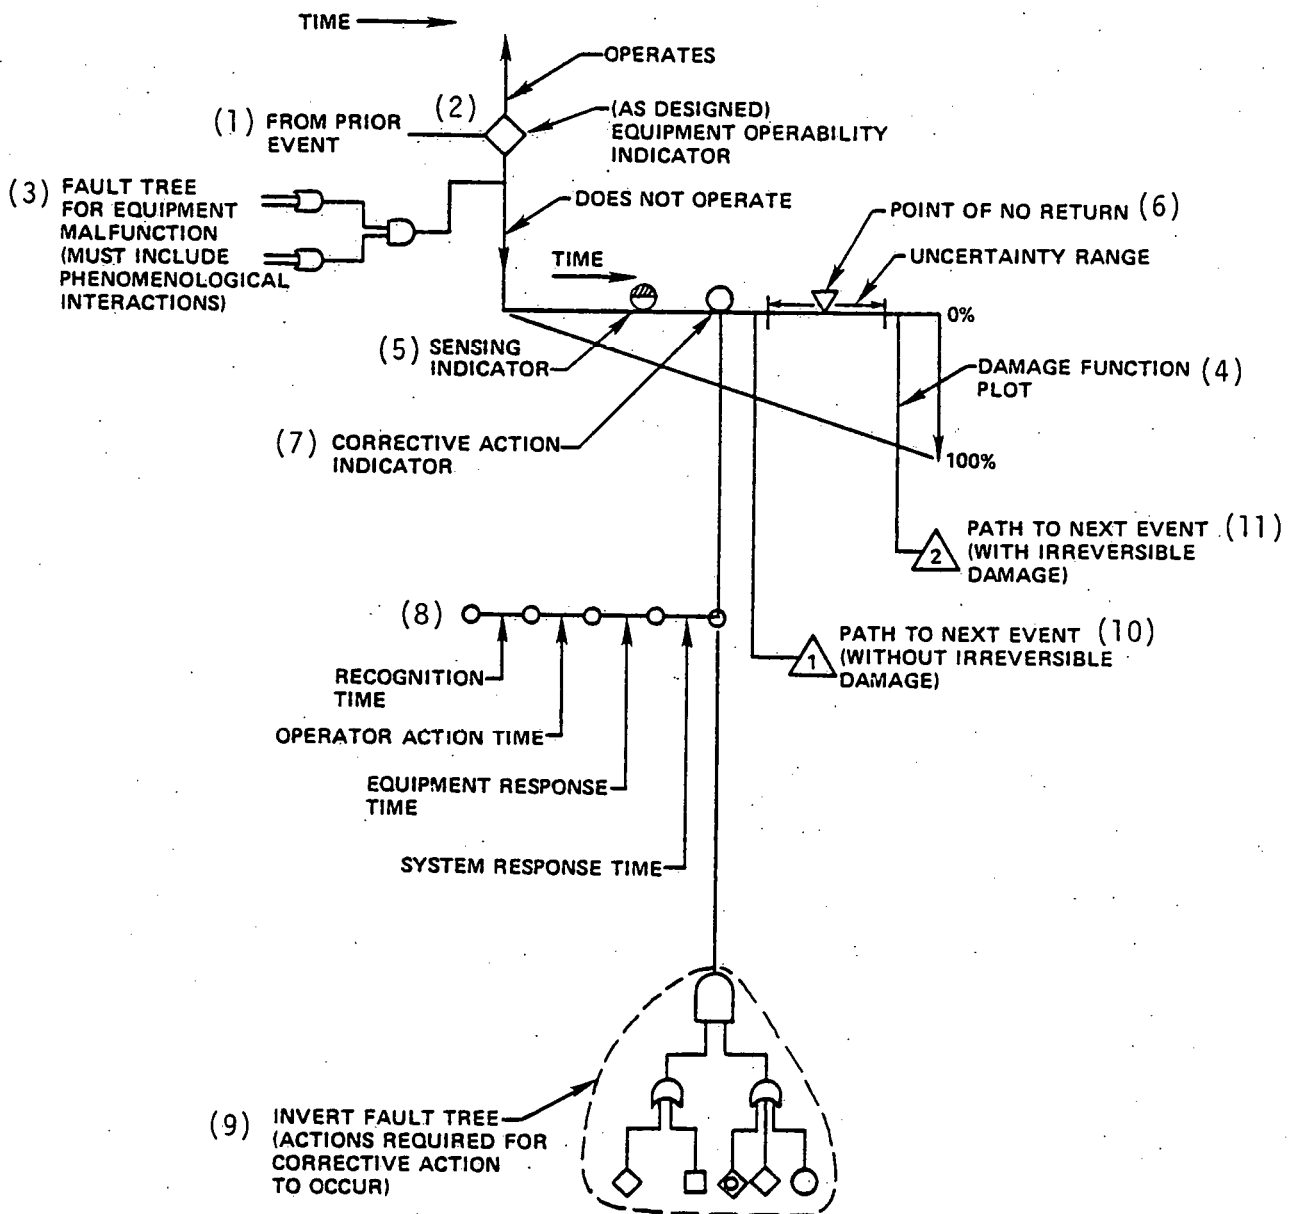 TIME
OPERATES
(2)
(1) FROM PRIOR
EVENT
(AS DESIGNED)
EQUIPMENT OPERABILITY
INDICATOR
(3) FAULT TREE
FOR EQUIPMENT
MALFUNCTION
(MUST INCLUDE
PHENOMENOLOGICAL
INTERACTIONS)
DOES NOT OPERATE
POINT OF NO RETURN (6)
UNCERTAINTY RANGE
TIME
0%
(5) SENSING
INDICATOR
DAMAGE FUNCTION (4)
PLOT
(7) CORRECTIVE ACTION
INDICATOR
100%
2
PATH TO NEXT EVENT (11)
(WITH IRREVERSIBLE
DAMAGE)
(8)
1
PATH TO NEXT EVENT (10)
(WITHOUT IRREVERSIBLE
DAMAGE)
RECOGNITION
TIME
OPERATOR ACTION TIME
EQUIPMENT RESPONSE
TIME
SYSTEM RESPONSE TIME
(9) INVERT FAULT TREE
(ACTIONS REQUIRED FOR
CORRECTIVE ACTION
TO OCCUR)